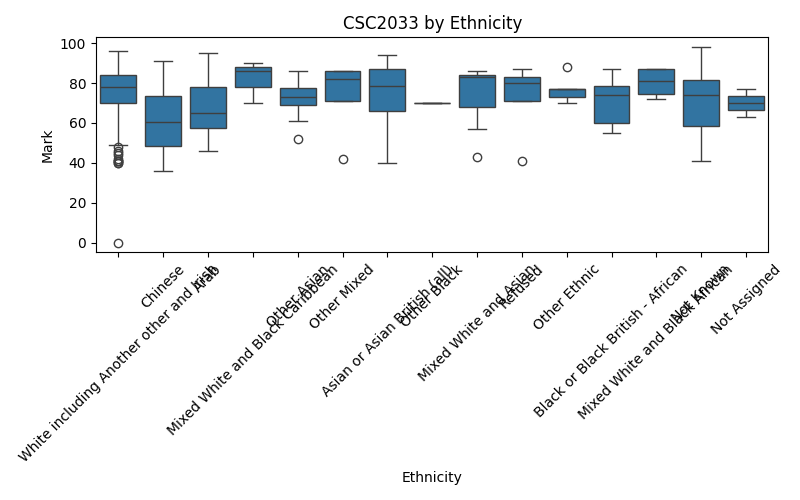 CSC2033 by Ethnicity
Mark
100
80
60
40
20
0
White including Another other and Irish
Chinese
Arab
Mixed White and Black Caribbean
Other Asian
Other Mixed
Asian or Asian British (all)
Other Black
Mixed White and Asian
Refused
Other Ethnic
Black or Black British - African
Mixed White and Black African
Not Known
Not Assigned
Ethnicity